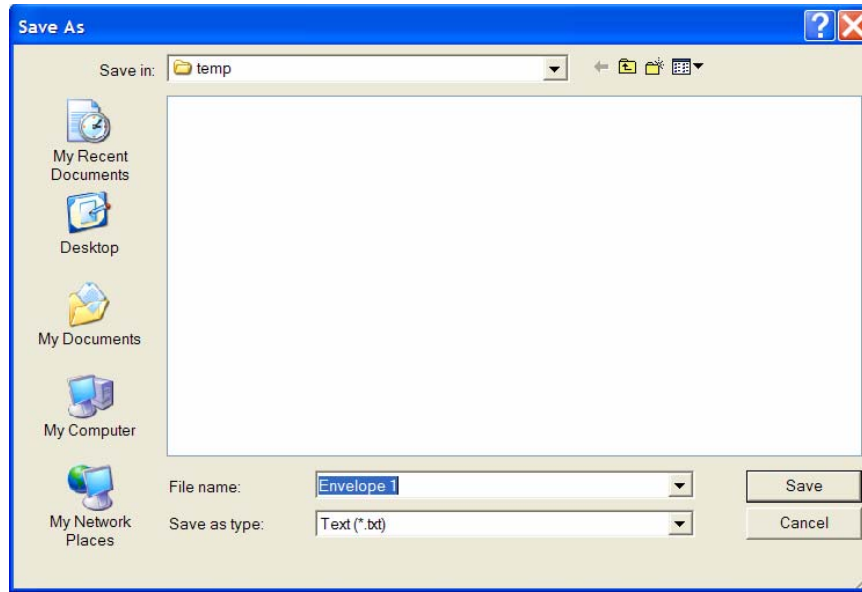 Save As
Save in: temp
My Recent
Documents
Desktop
My Documents
My Computer
My Network
Places
File name: Envelope 1
Save as type: Text (*.txt)
Save
Cancel